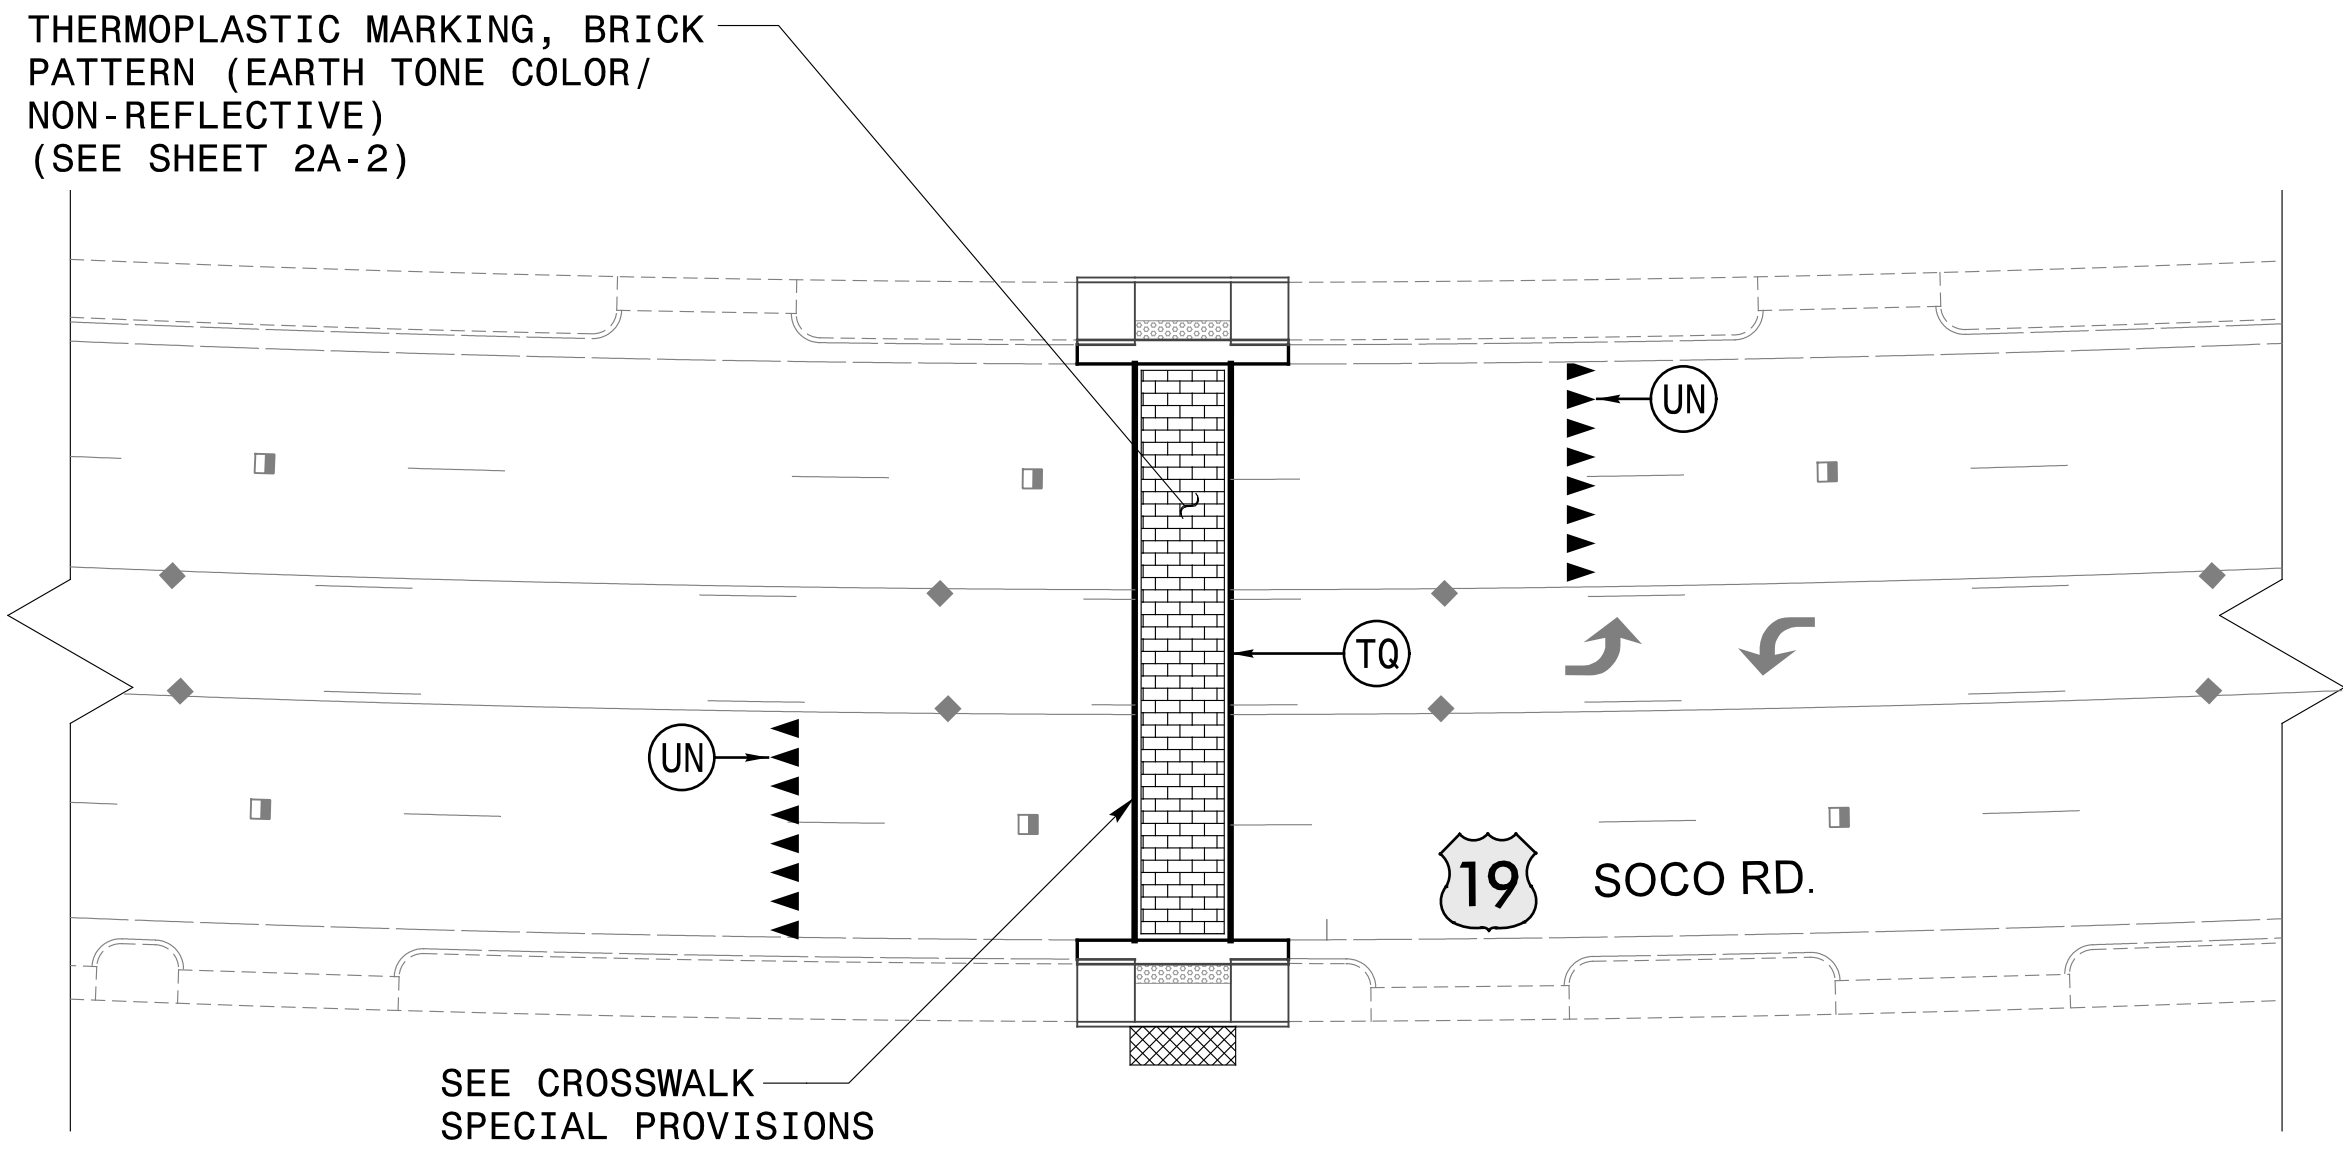 THERMOPLASTIC MARKING, BRICK
PATTERN (EARTH TONE COLOR/
NON-REFLECTIVE)
(SEE SHEET 2A-2)
UN
TQ
UN
19 SOCO RD.
SEE CROSSWALK
SPECIAL PROVISIONS